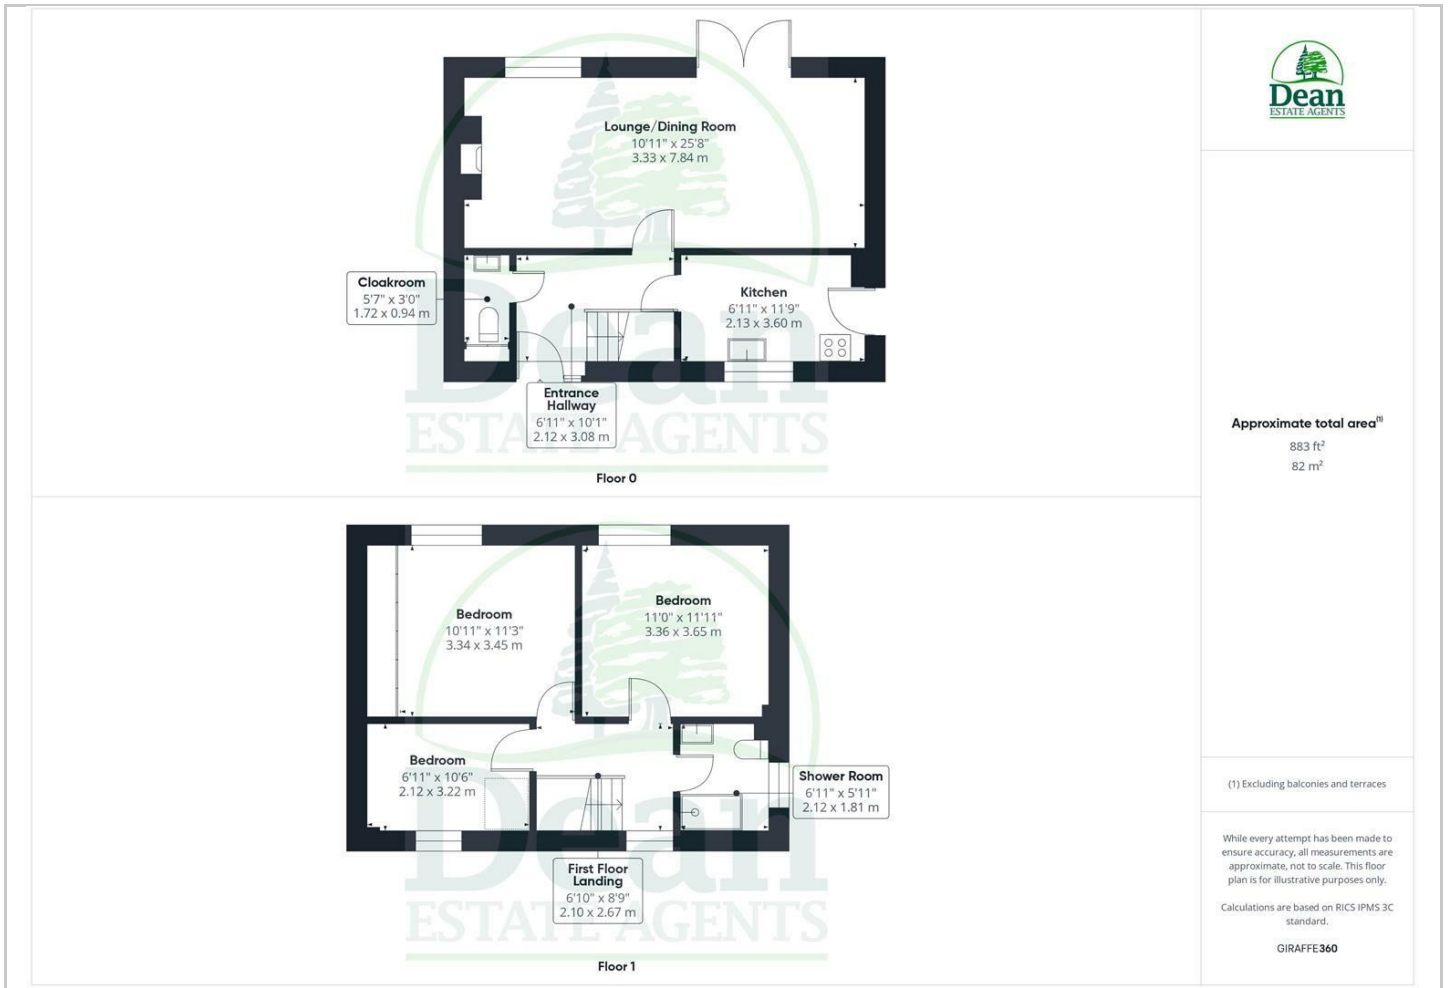 Lounge/Dining Room
10'11" x 25'8"
3.33 x 7.84 m
Cloakroom
5'7" x 3'0"
1.72 x 0.94 m
Kitchen
6'11" x 11'9"
2.13 x 3.60 m
Entrance
Hallway
6'11" x 10'1"
2.12 x 3.08 m
Dean
ESTATE AGENTS
Floor 0
Bedroom
10'11" x 11'3"
3.34 x 3.45 m
Bedroom
11'0" x 11'11"
3.36 x 3.65 m
Bedroom
6'11" x 10'6"
2.12 x 3.22 m
Shower Room
6'11" x 5'11"
2.12 x 1.81 m
First Floor
Landing
6'10" x 8'9"
2.10 x 2.67 m
Dean
ESTATE AGENTS
Floor 1
Dean
ESTATE AGENTS
Approximate total area(1)
883 ft²
82 m²
(1) Excluding balconies and terraces
While every attempt has been made to
ensure accuracy, all measurements are
approximate, not to scale. This floor
plan is for illustrative purposes only.
Calculations are based on RICS IPMS 3C
standard.
GIRAFFE360